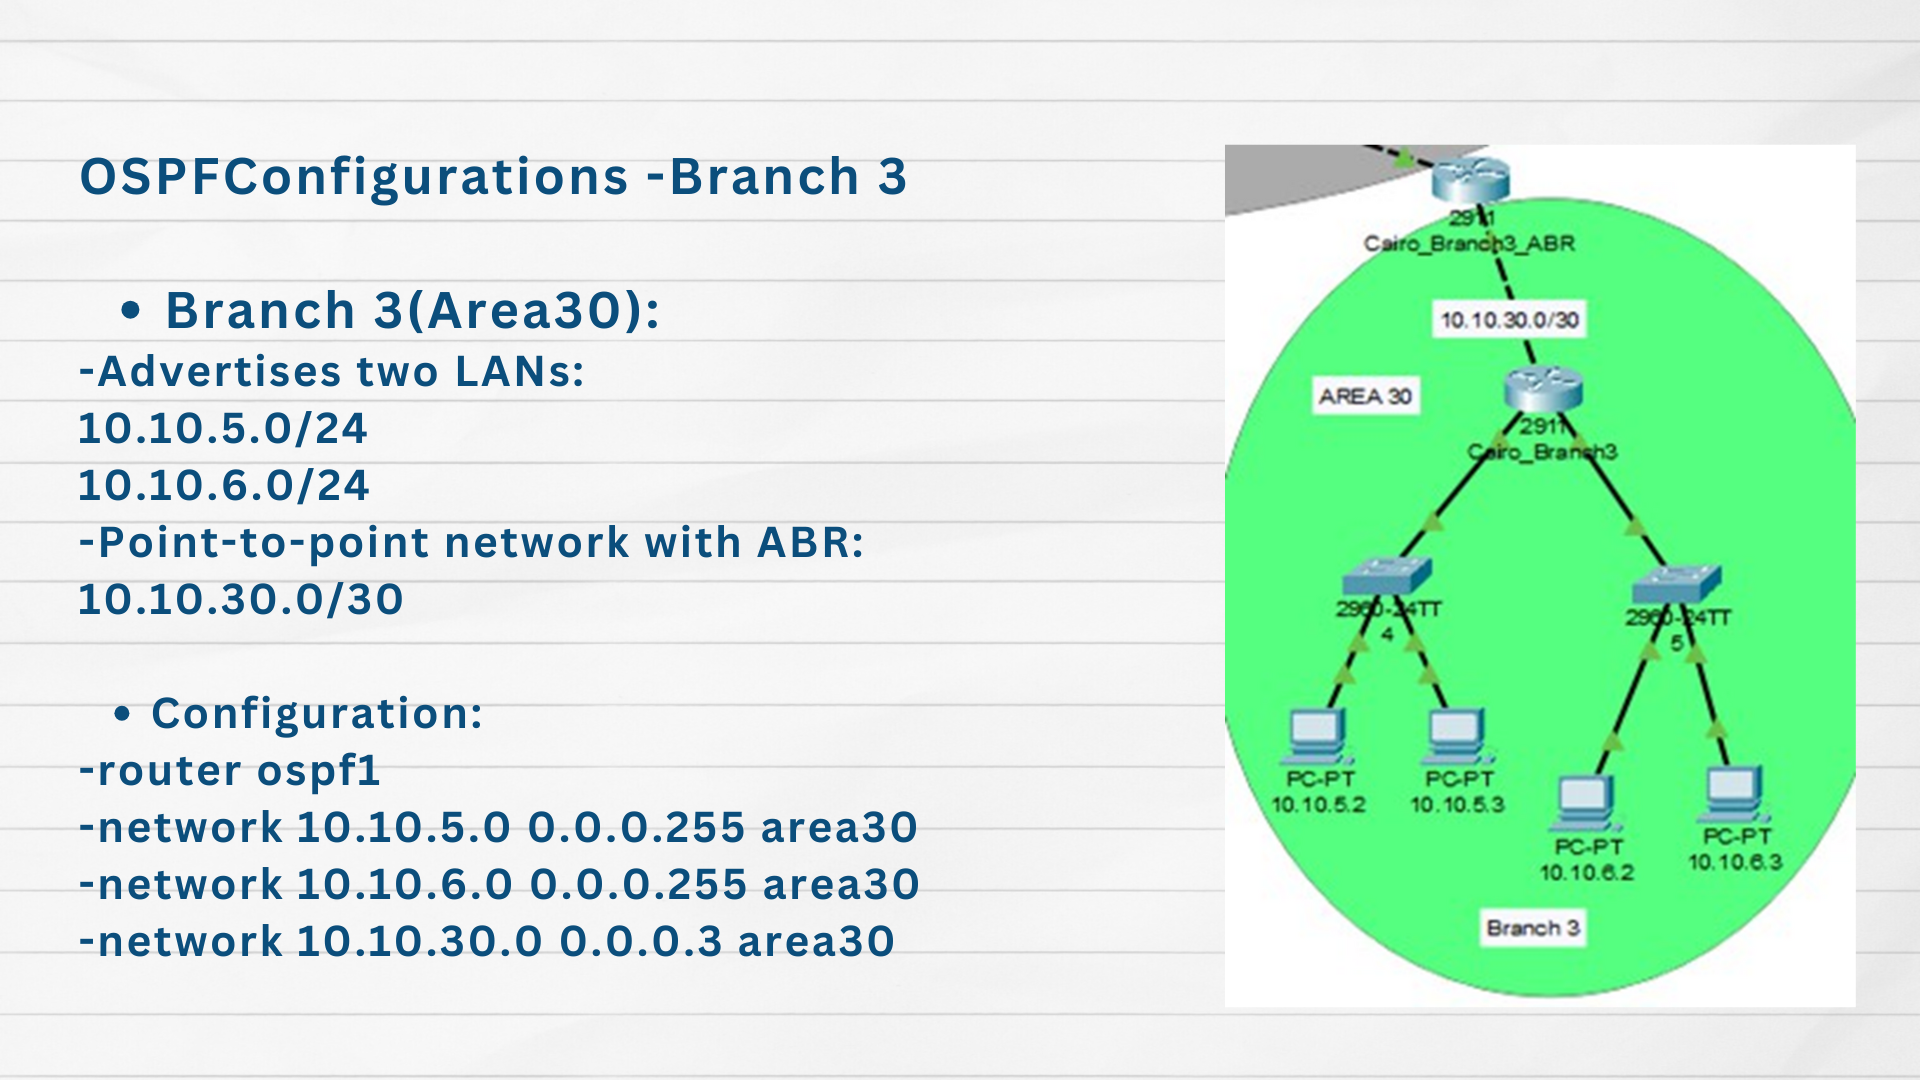 OSPFConfigurations -Branch 3
• Branch 3(Area30):
-Advertises two LANs:
10.10.5.0/24
10.10.6.0/24
-Point-to-point network with ABR:
10.10.30.0/30
• Configuration:
-router ospf1
-network 10.10.5.0 0.0.0.255 area30
-network 10.10.6.0 0.0.0.255 area30
-network 10.10.30.0 0.0.0.3 area30
2911
Cairo_Branch3_ABR
10.10.30.0/30
AREA 30
2911
Cairo_Branch3
2960-24TT
4
2960-24TT
5
PC-PT
10.10.5.2
PC-PT
10.10.5.3
PC-PT
10.10.6.2
PC-PT
10.10.6.3
Branch 3